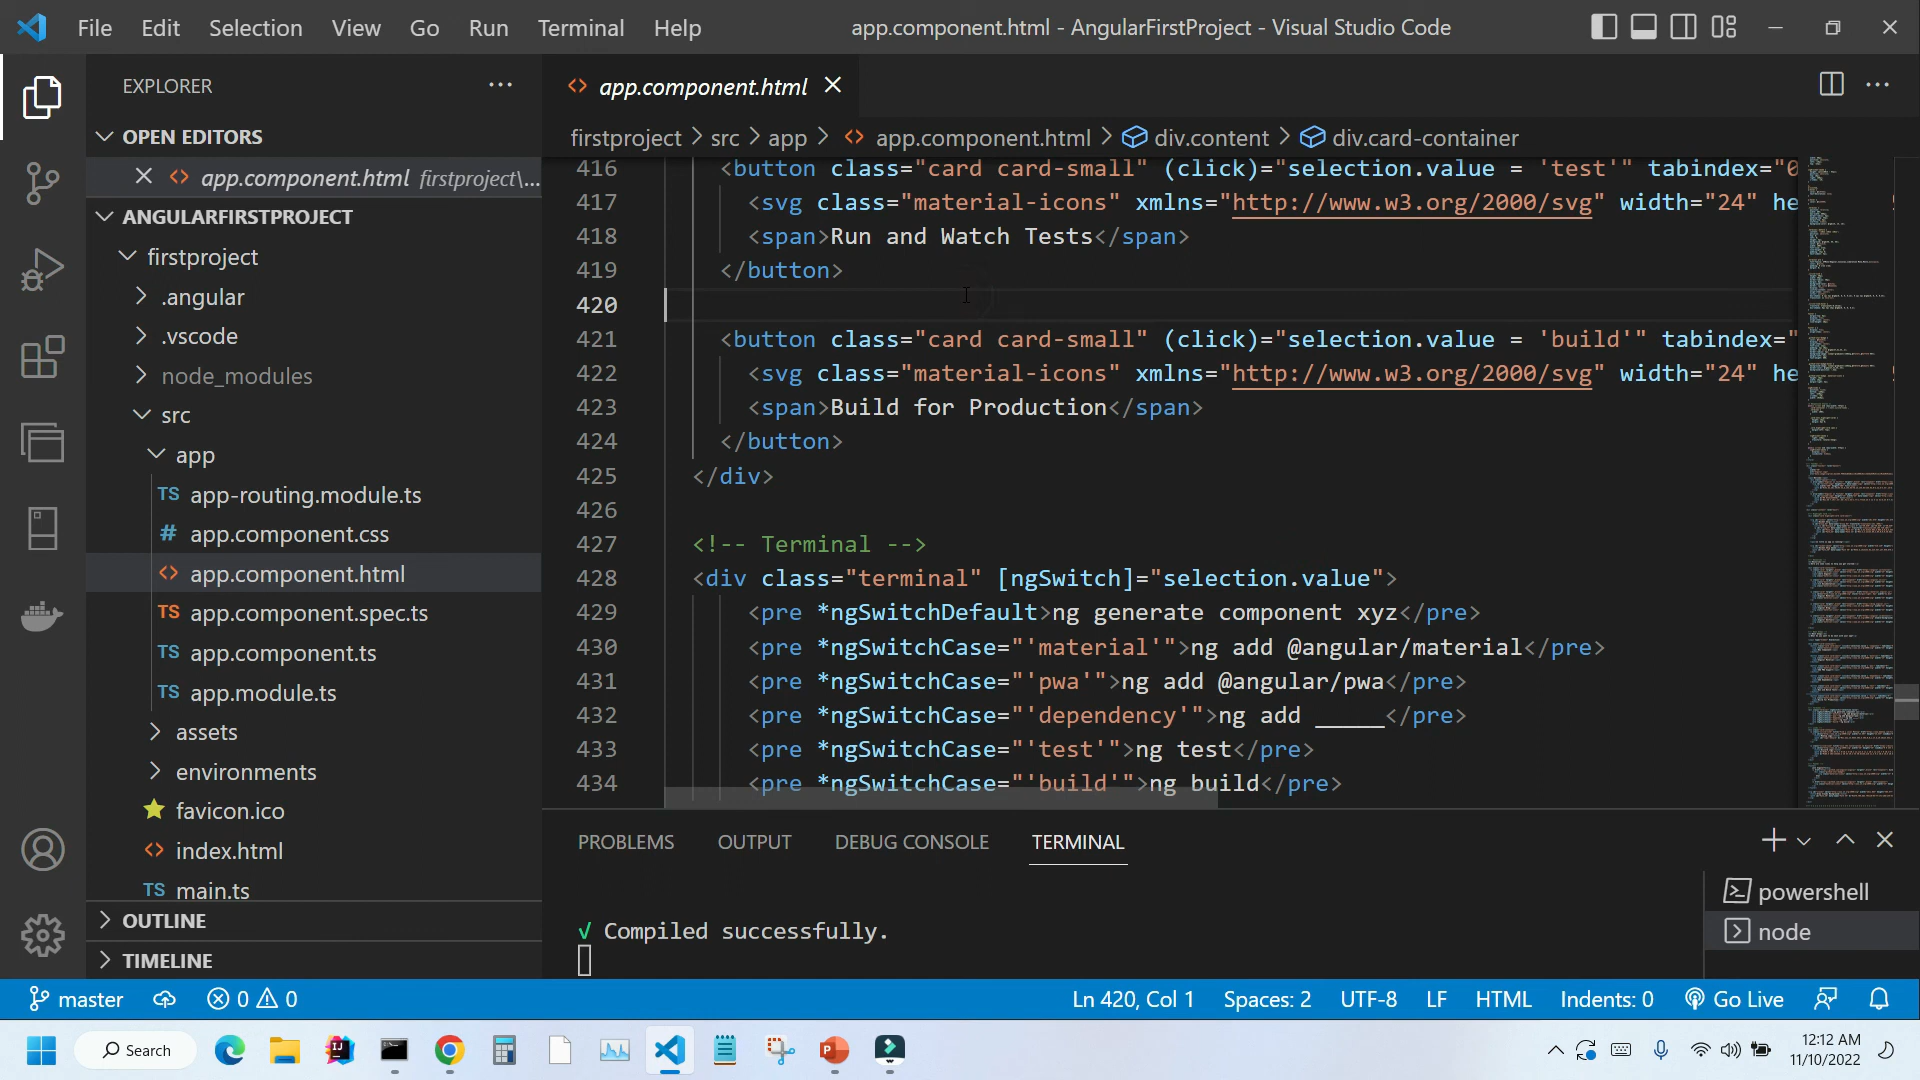 File Edit Selection View Go Run Terminal Help
app.component.html - AngularFirstProject - Visual Studio Code
EXPLORER
OPEN EDITORS
app.component.html firstproject\...
ANGULARFIRSTPROJECT
firstproject
.angular
.vscode
node_modules
src
app
TS app-routing.module.ts
# app.component.css
<> app.component.html
TS app.component.spec.ts
TS app.component.ts
TS app.module.ts
assets
environments
favicon.ico
<> index.html
TS main.ts
OUTLINE
TIMELINE
<> app.component.html
firstproject > src > app > <> app.component.html > div.content > div.card-container
416 <button class="card card-small" (click)="selection.value = 'test'" tabindex="0
417 <svg class="material-icons" xmlns="http://www.w3.org/2000/svg" width="24" he
418 <span>Run and Watch Tests</span>
419 </button>
420
421 <button class="card card-small" (click)="selection.value = 'build'" tabindex="
422 <svg class="material-icons" xmlns="http://www.w3.org/2000/svg" width="24" he
423 <span>Build for Production</span>
424 </button>
425 </div>
426
427 <!-- Terminal -->
428 <div class="terminal" [ngSwitch]="selection.value">
429 <pre *ngSwitchDefault>ng generate component xyz</pre>
430 <pre *ngSwitchCase="'material'">ng add @angular/material</pre>
431 <pre *ngSwitchCase="'pwa'">ng add @angular/pwa</pre>
432 <pre *ngSwitchCase="'dependency'">ng add _____</pre>
433 <pre *ngSwitchCase="'test'">ng test</pre>
434 <pre *ngSwitchCase="'build'">ng build</pre>
PROBLEMS OUTPUT DEBUG CONSOLE TERMINAL
√ Compiled successfully.
powershell
node
master 0 0
Ln 420, Col 1 Spaces: 2 UTF-8 LF HTML Indents: 0 Go Live
Search
12:12 AM
11/10/2022